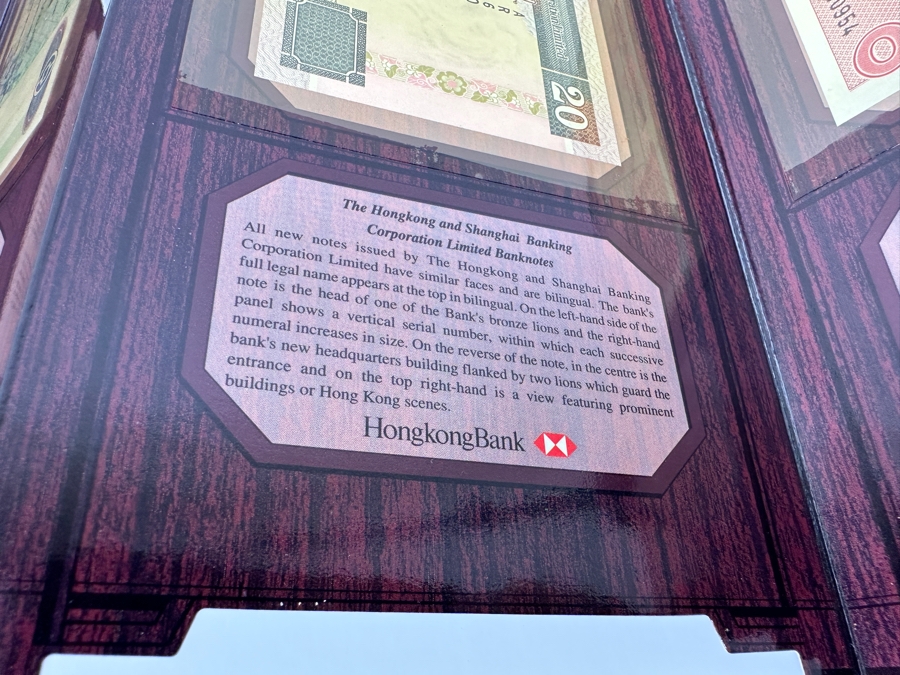 20
0954
The Hongkong and Shanghai Banking
Corporation Limited Banknotes
All new notes issued by The Hongkong and Shanghai Banking
Corporation Limited have similar faces and are bilingual. The bank's
full legal name appears at the top in bilingual. On the left-hand side of the
note is the head of one of the Bank's bronze lions and the right-hand
panel shows a vertical serial number, within which each successive
numeral increases in size. On the reverse of the note, in the centre is the
bank's new headquarters building flanked by two lions which guard the
entrance and on the top right-hand is a view featuring prominent
buildings or Hong Kong scenes.
HongkongBank